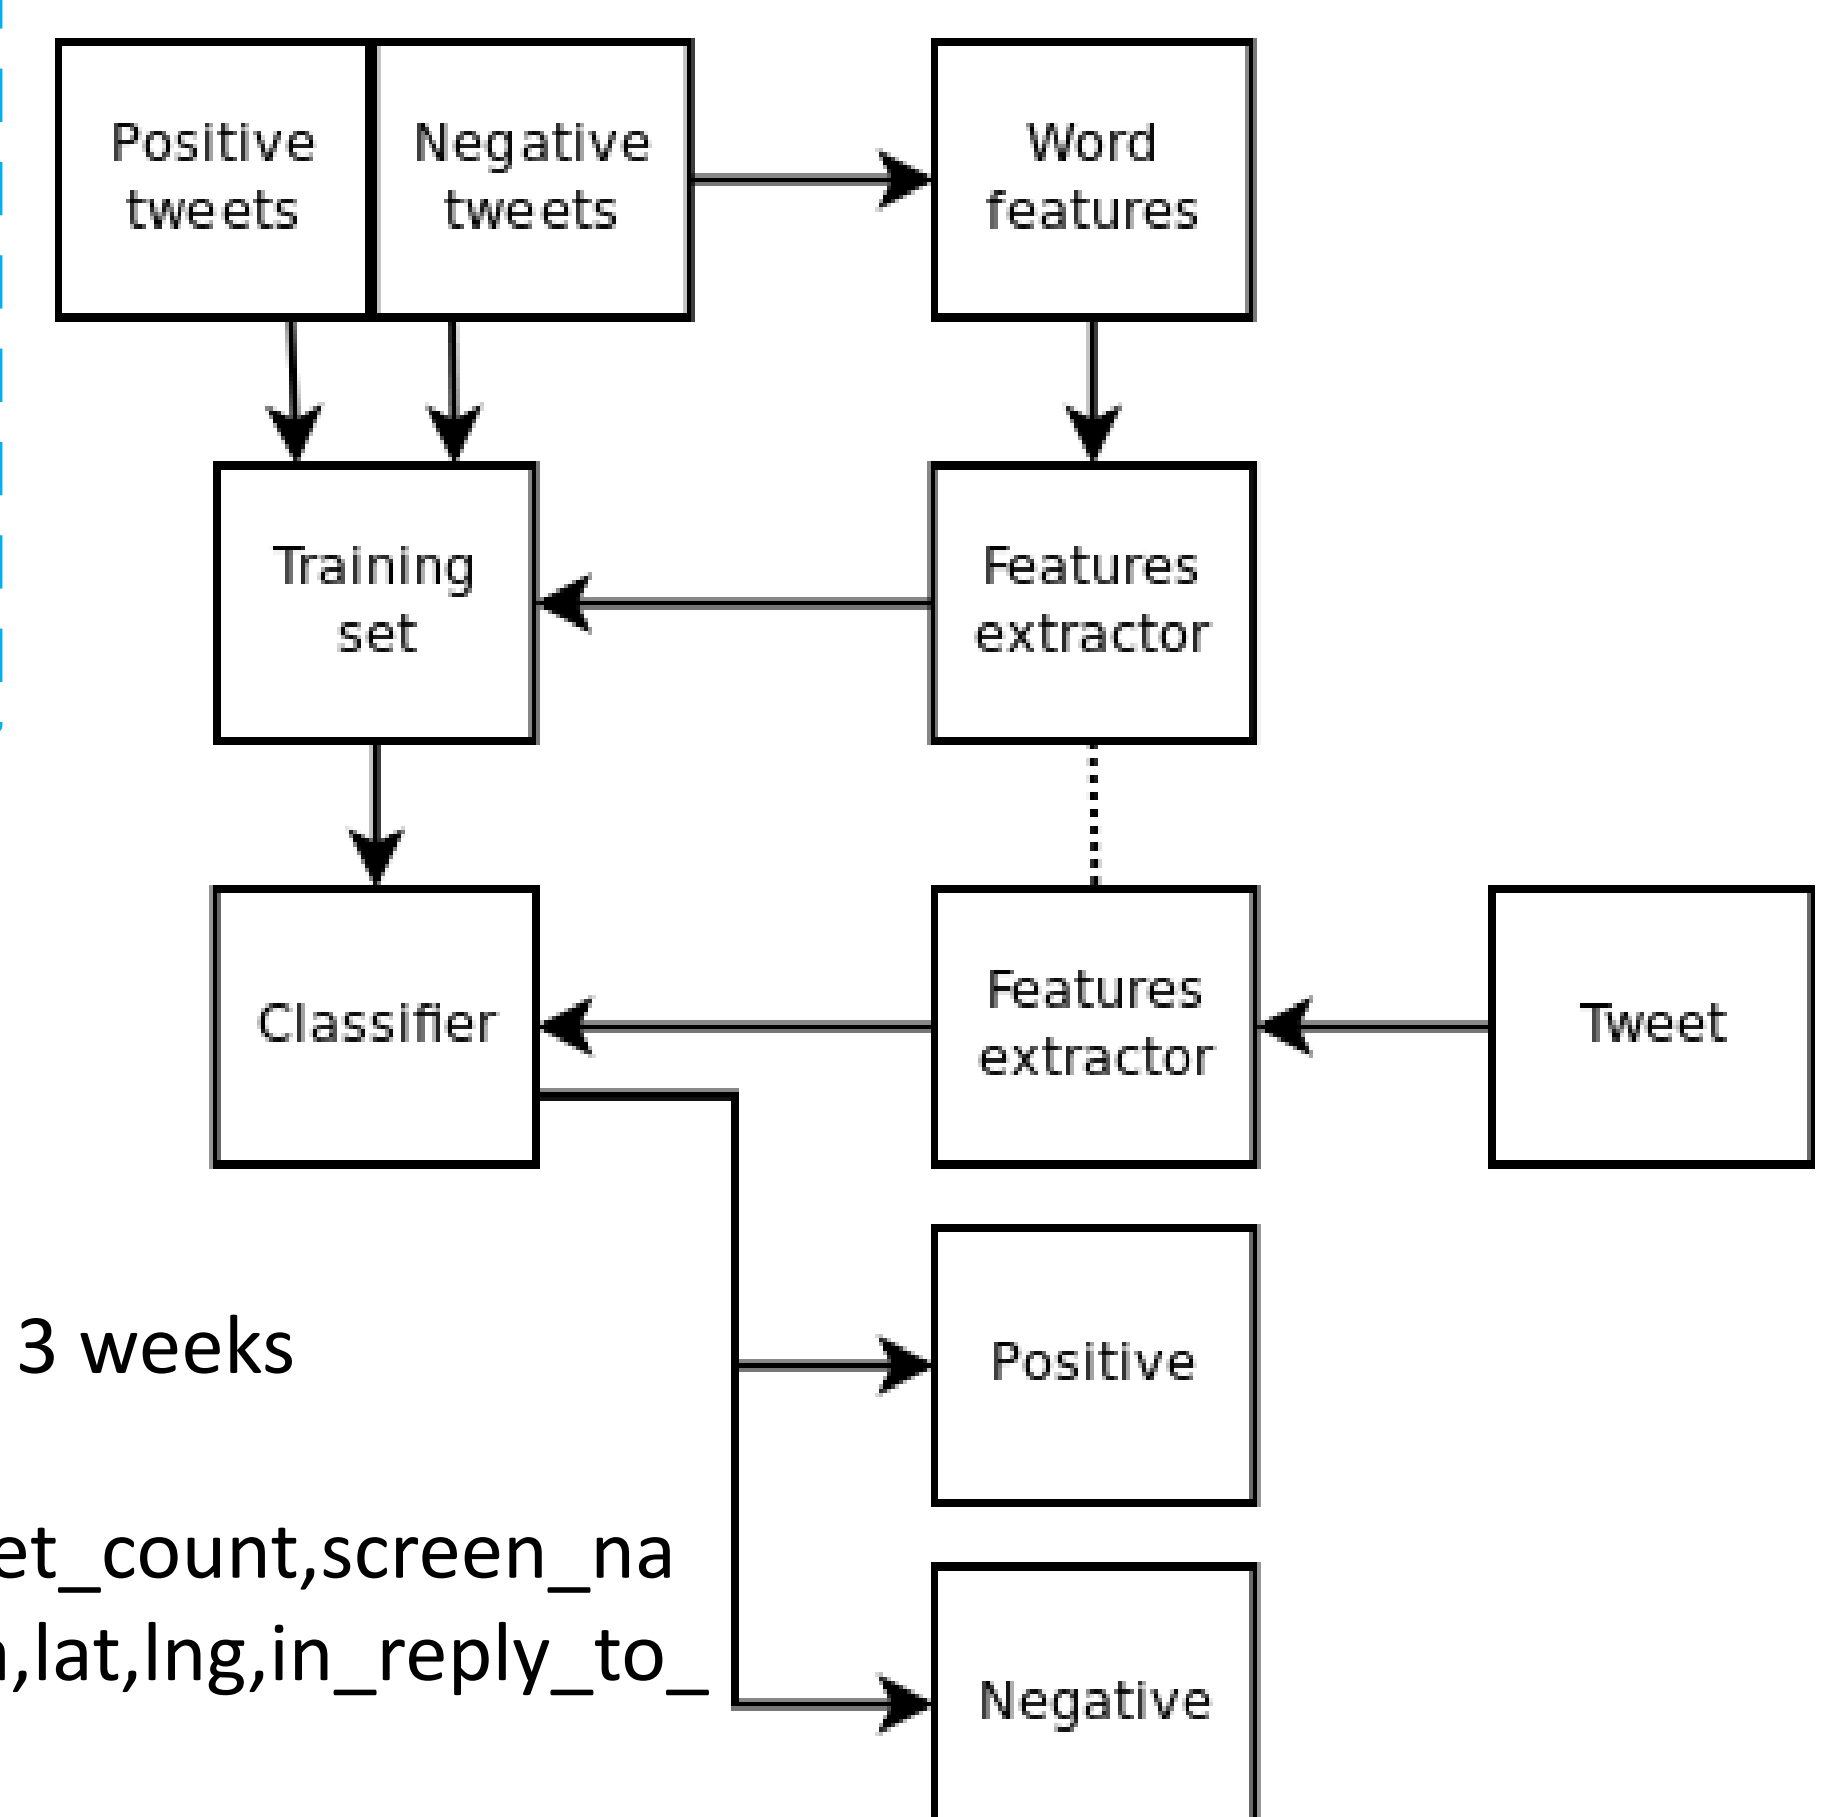 Positive
tweets
Negative
tweets
Word
features
Training
set
Features
extractor
Classifier
Features
extractor
Tweet
3 weeks
Positive
et_count,screen_na
,lat,lng,in_reply_to_
Negative